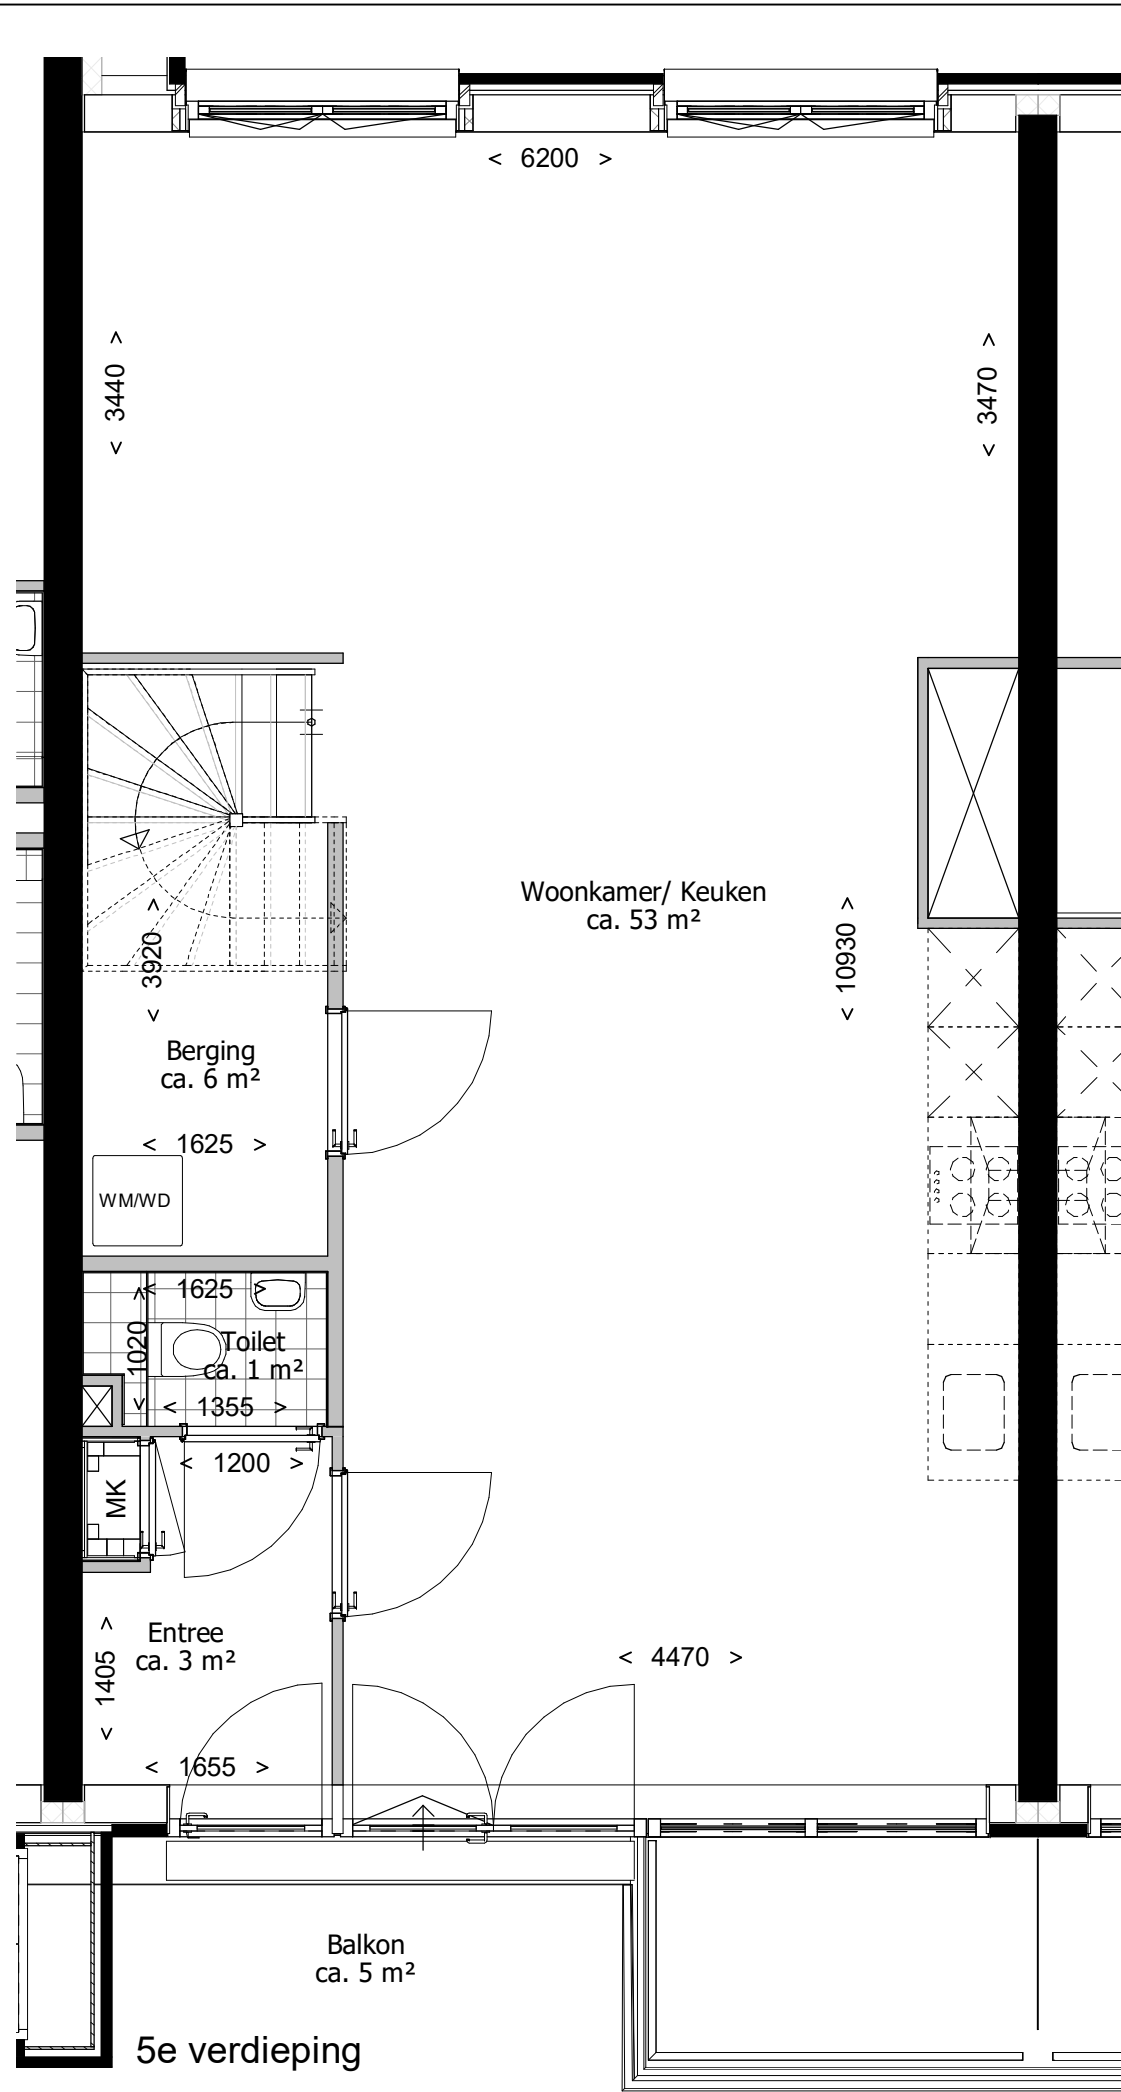 < 6200 >
< 3440 >
< 3470 >
Woonkamer/ Keuken
ca. 53 m²
< 3920 >
< 10930 >
Berging
ca. 6 m²
< 1625 >
WM/WD
< 1625 >
< 1020 >
Toilet
ca. 1 m²
< 1355 >
< 1200 >
MK
Entree
ca. 3 m²
< 1405 >
< 4470 >
< 1655 >
Balkon
ca. 5 m²
5e verdieping